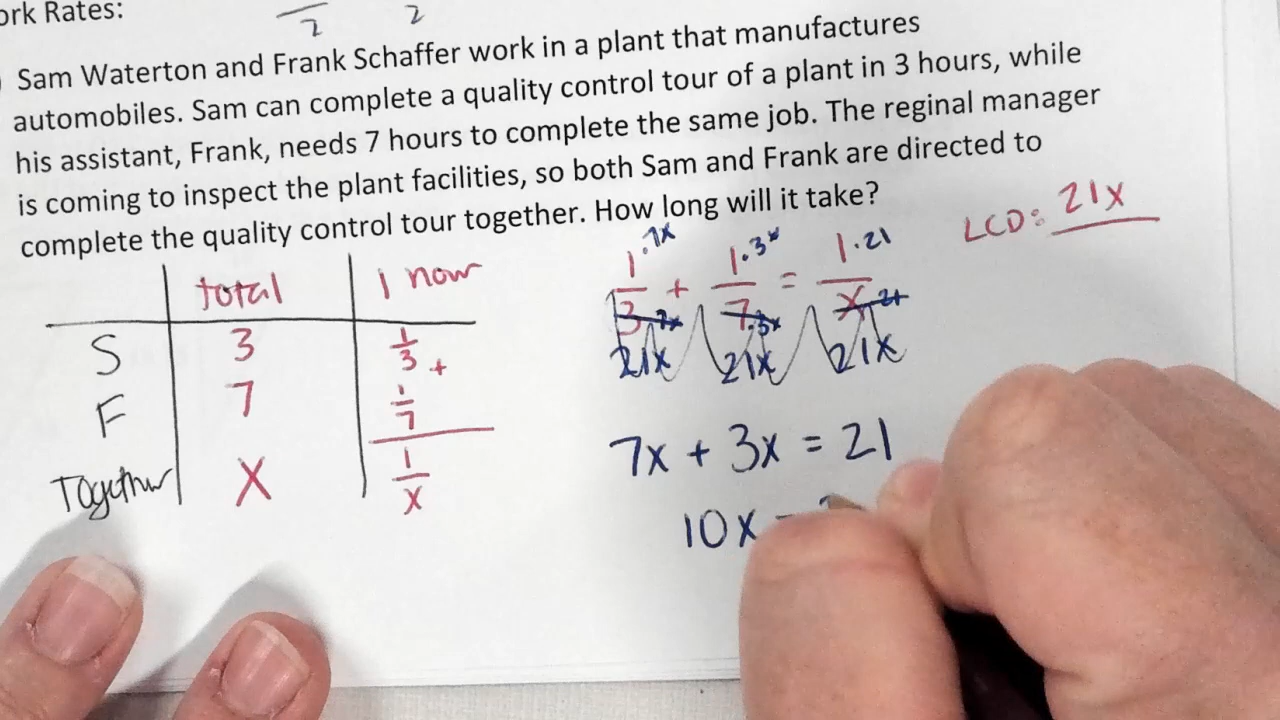 ork Rates:
2 2
Sam Waterton and Frank Schaffer work in a plant that manufactures
automobiles. Sam can complete a quality control tour of a plant in 3 hours, while
his assistant, Frank, needs 7 hours to complete the same job. The reginal manager
is coming to inspect the plant facilities, so both Sam and Frank are directed to
complete the quality control tour together. How long will it take?
LCD: 21x
total 1 hour
S 3 1/3 +
F 7 1/7
Together X 1/x
1·7x + 1·3x = 1·21
3·7x 7·3x x·21
21x 21x 21x
7x + 3x = 21
10x =